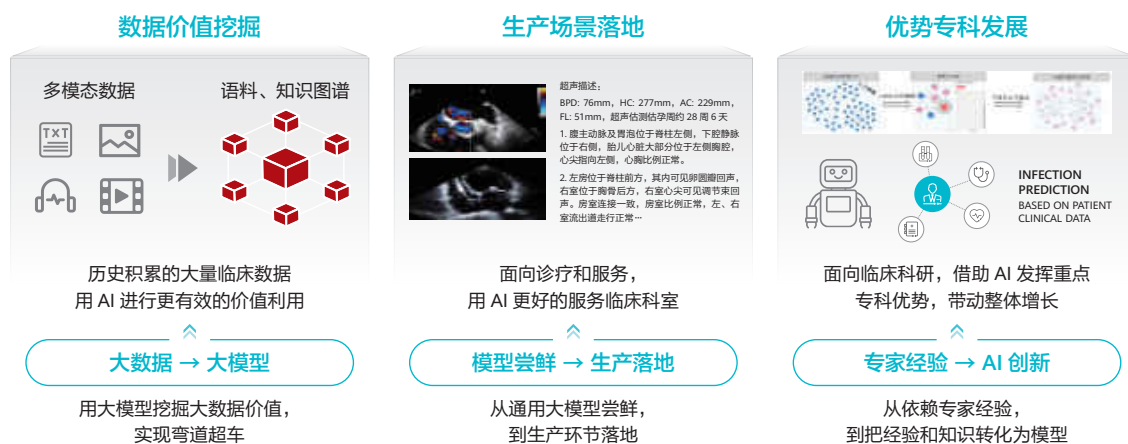 数据价值挖掘
多模态数据
语料、知识图谱
TXT
历史积累的大量临床数据
用 AI 进行更有效的价值利用
大数据 → 大模型
用大模型挖掘大数据价值，
实现弯道超车
生产场景落地
超声描述：
BPD: 76mm，HC: 277mm，AC: 229mm，
FL: 51mm，超声估测估孕周约 28 周 6 天
1. 腹主动脉及胃泡位于脊柱左侧，下腔静脉
位于右侧，胎儿心脏大部分位于左侧胸腔，
心尖指向左侧，心胸比例正常。
2. 左房位于脊柱前方，其内可见卵圆瓣回声，
右室位于胸骨后方，右室心尖可见调节束回
声。房室连接一致，房室比例正常，左、右
室流出道走行正常…
面向诊疗和服务，
用 AI 更好的服务临床科室
模型尝鲜 → 生产落地
从通用大模型尝鲜，
到生产环节落地
优势专科发展
INFECTION
PREDICTION
BASED ON PATIENT
CLINICAL DATA
面向临床科研，借助 AI 发挥重点
专科优势，带动整体增长
专家经验 → AI 创新
从依赖专家经验，
到把经验和知识转化为模型